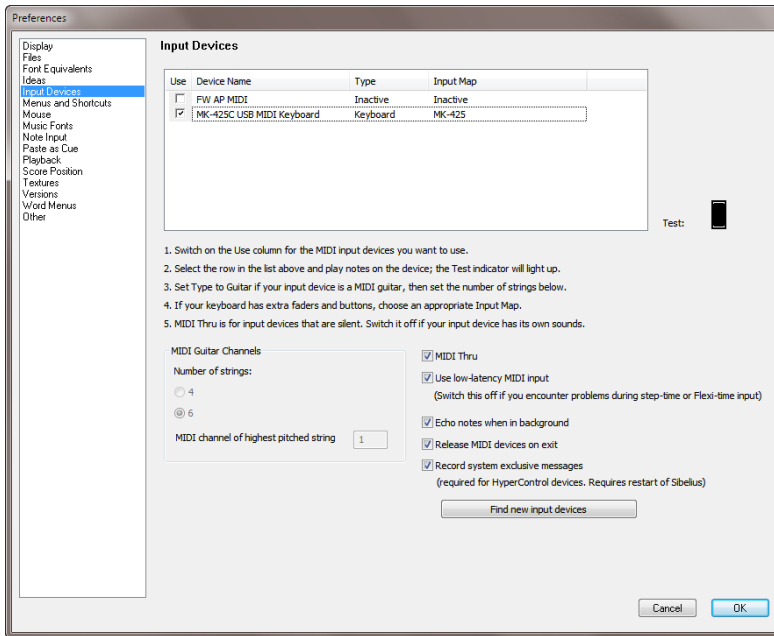 Preferences
Display
Files
Font Equivalents
Ideas
Input Devices
Menus and Shortcuts
Mouse
Music Fonts
Note Input
Paste as Cue
Playback
Score Position
Textures
Versions
Word Menus
Other
Input Devices
Use Device Name Type Input Map
FW AP MIDI Inactive Inactive
MK-425C USB MIDI Keyboard Keyboard MK-425
Test:
1. Switch on the Use column for the MIDI input devices you want to use.
2. Select the row in the list above and play notes on the device; the Test indicator will light up.
3. Set Type to Guitar if your input device is a MIDI guitar, then set the number of strings below.
4. If your keyboard has extra faders and buttons, choose an appropriate Input Map.
5. MIDI Thru is for input devices that are silent. Switch it off if your input device has its own sounds.
MIDI Guitar Channels
Number of strings:
4
6
MIDI channel of highest pitched string 1
MIDI Thru
Use low-latency MIDI input
(Switch this off if you encounter problems during step-time or Flexi-time input)
Echo notes when in background
Release MIDI devices on exit
Record system exclusive messages
(required for HyperControl devices. Requires restart of Sibelius)
Find new input devices
Cancel OK